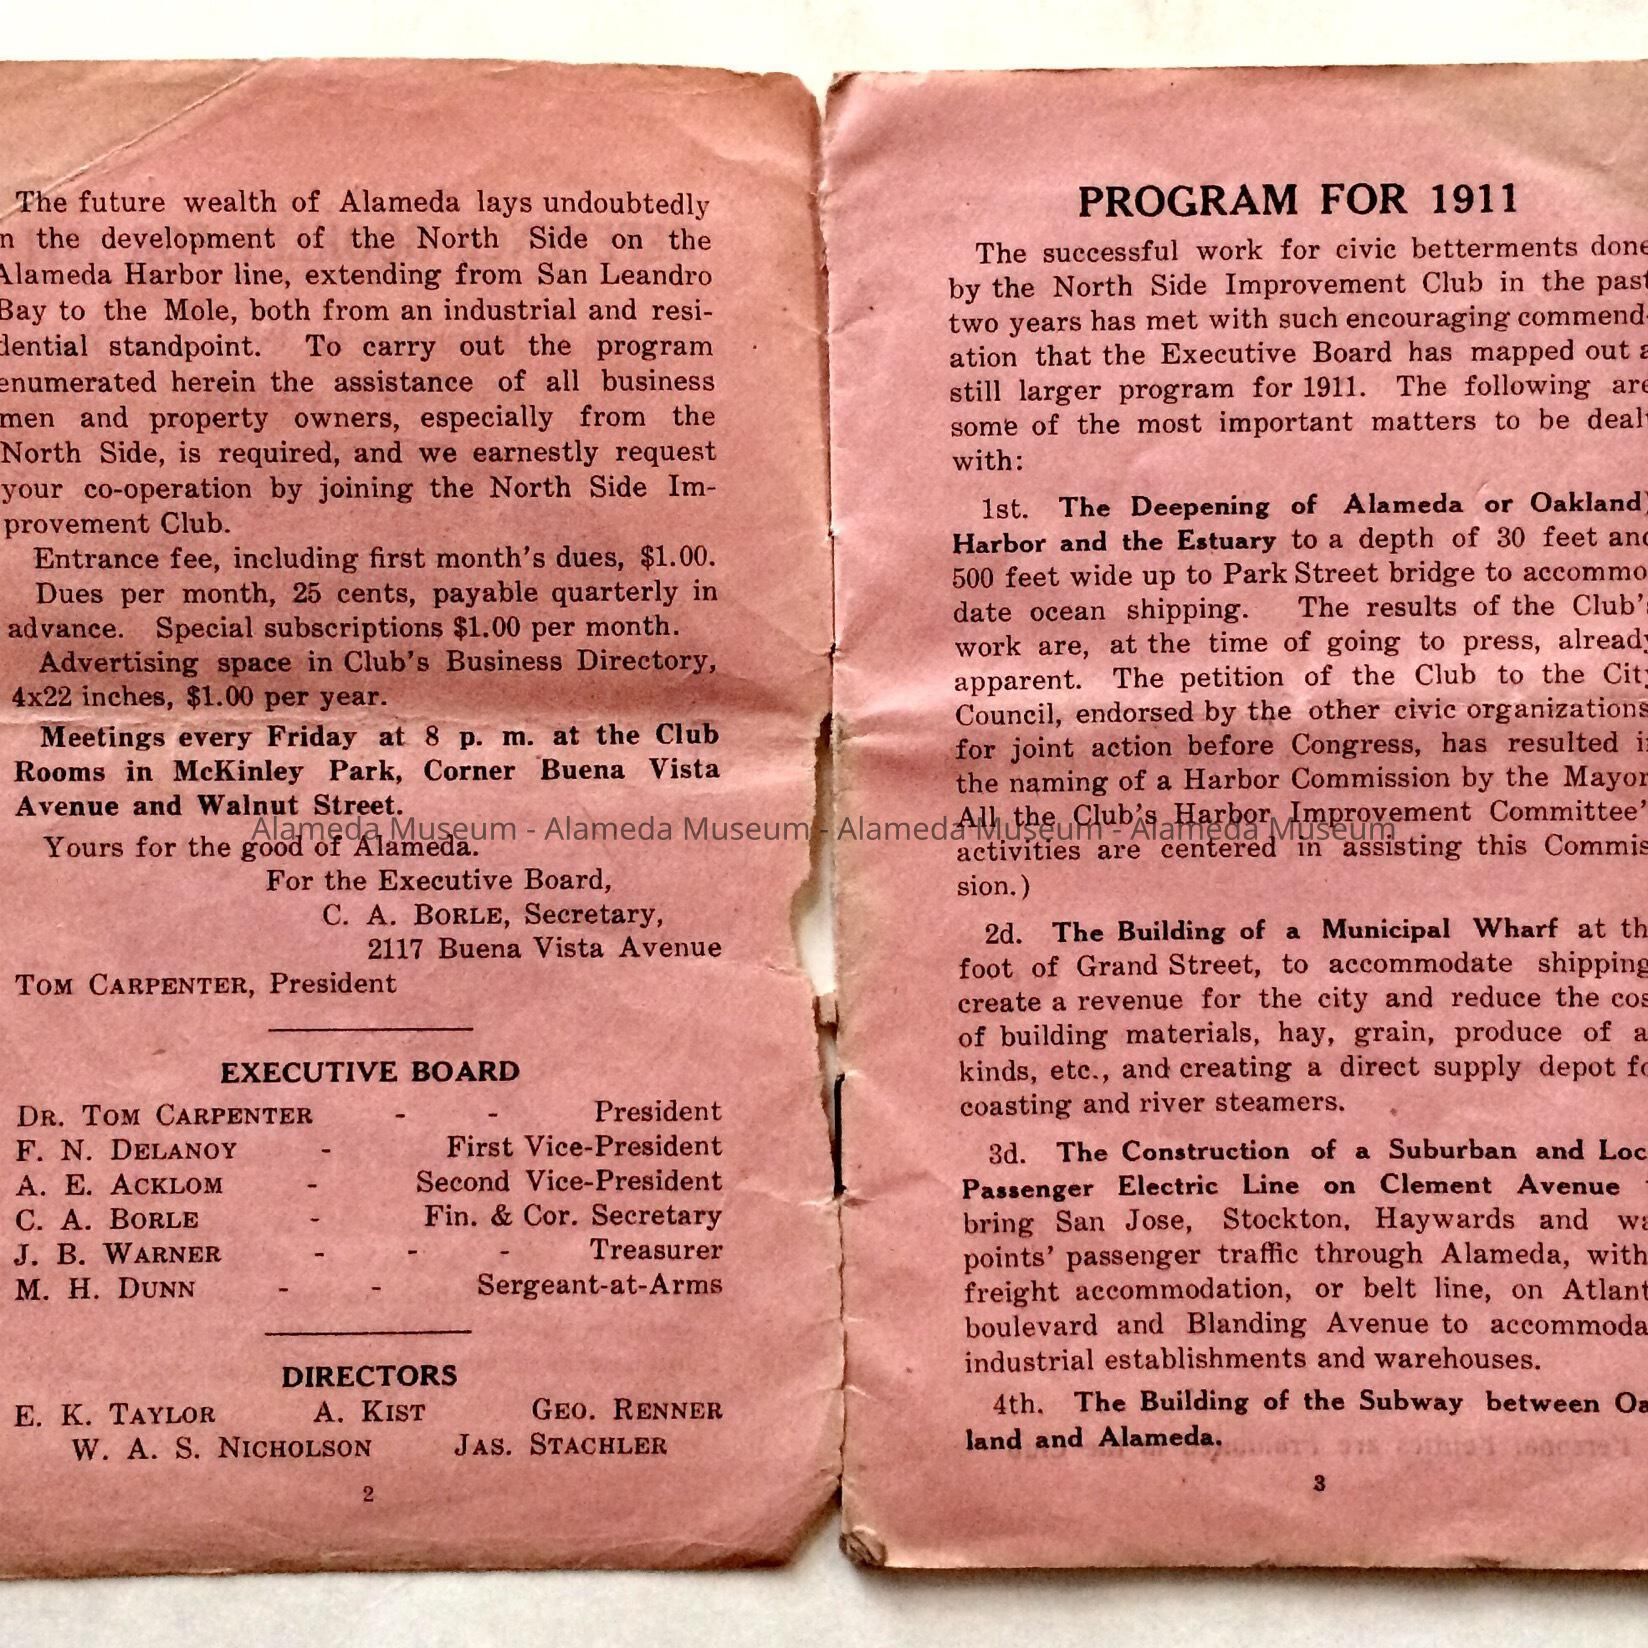 The future wealth of Alameda lays undoubtedly
n the development of the North Side on the
Alameda Harbor line, extending from San Leandro
Bay to the Mole, both from an industrial and resi-
dential standpoint. To carry out the program
enumerated herein the assistance of all business
men and property owners, especially from the
North Side, is required, and we earnestly request
your co-operation by joining the North Side Im-
provement Club.
Entrance fee, including first month's dues, $1.00.
Dues per month, 25 cents, payable quarterly in
advance. Special subscriptions $1.00 per month.
Advertising space in Club's Business Directory,
4x22 inches, $1.00 per year.
Meetings every Friday at 8 p. m. at the Club
Rooms in McKinley Park, Corner Buena Vista
Avenue and Walnut Street.
Yours for the good of Alameda.
For the Executive Board,
C. A. BORLE, Secretary,
2117 Buena Vista Avenue
TOM CARPENTER, President
EXECUTIVE BOARD
DR. TOM CARPENTER - - President
F. N. DELANOY - First Vice-President
A. E. ACKLOM - Second Vice-President
C. A. BORLE - Fin. & Cor. Secretary
J. B. WARNER - - - Treasurer
M. H. DUNN - - Sergeant-at-Arms
DIRECTORS
E. K. TAYLOR A. KIST GEO. RENNER
W. A. S. NICHOLSON JAS. STACHLER
2
PROGRAM FOR 1911
The successful work for civic betterments done
by the North Side Improvement Club in the past
two years has met with such encouraging commend-
ation that the Executive Board has mapped out a
still larger program for 1911. The following are
some of the most important matters to be dealt
with:
1st. The Deepening of Alameda or Oakland)
Harbor and the Estuary to a depth of 30 feet and
500 feet wide up to Park Street bridge to accommo
date ocean shipping. The results of the Club's
work are, at the time of going to press, already
apparent. The petition of the Club to the City
Council, endorsed by the other civic organizations
for joint action before Congress, has resulted i
the naming of a Harbor Commission by the Mayor
All the Club's Harbor Improvement Committee'
activities are centered in assisting this Commis
sion.)
2d. The Building of a Municipal Wharf at th
foot of Grand Street, to accommodate shipping
create a revenue for the city and reduce the cos
of building materials, hay, grain, produce of a
kinds, etc., and creating a direct supply depot fo
coasting and river steamers.
3d. The Construction of a Suburban and Loc
Passenger Electric Line on Clement Avenue
bring San Jose, Stockton, Haywards and wa
points' passenger traffic through Alameda, with
freight accommodation, or belt line, on Atlant
boulevard and Blanding Avenue to accommoda
industrial establishments and warehouses.
4th. The Building of the Subway between Oa
land and Alameda.
3
Alameda Museum - Alameda Museum - Alameda Museum - Alameda Museum